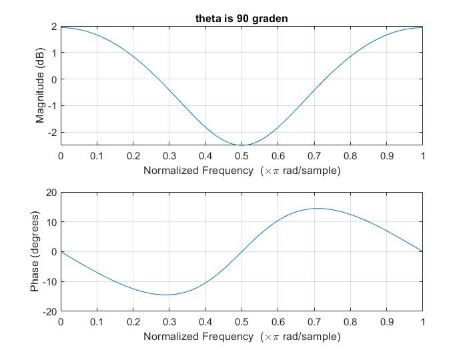 theta is 90 graden
Magnitude (dB)
2
1
0
-1
-2
0 0.1 0.2 0.3 0.4 0.5 0.6 0.7 0.8 0.9 1
Normalized Frequency (×π rad/sample)
Phase (degrees)
20
10
0
-10
-20
0 0.1 0.2 0.3 0.4 0.5 0.6 0.7 0.8 0.9 1
Normalized Frequency (×π rad/sample)